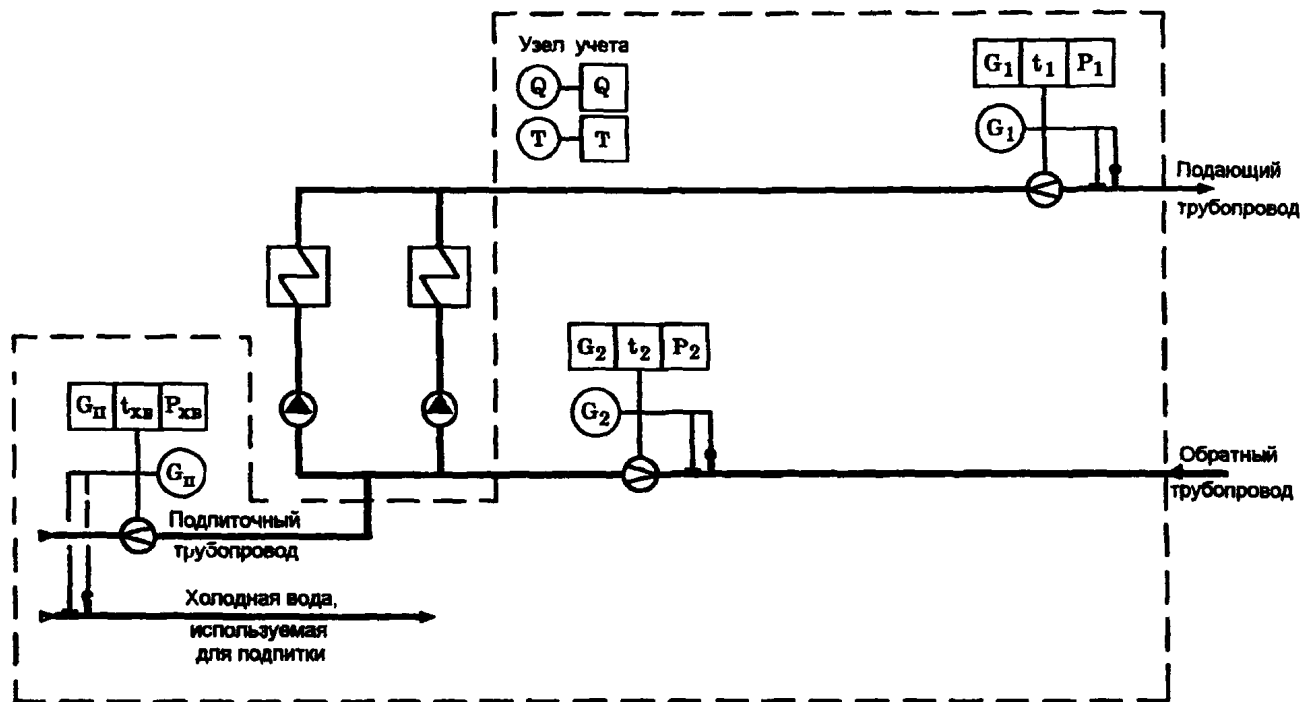 Узел учета
Q Q
T T
G₁ t₁ P₁
G₁
Подающий
трубопровод
G₂ t₂ P₂
G₂
Обратный
трубопровод
Gп tхв Pхв
Gп
Подпиточный
трубопровод
Холодная вода,
используемая
для подпитки